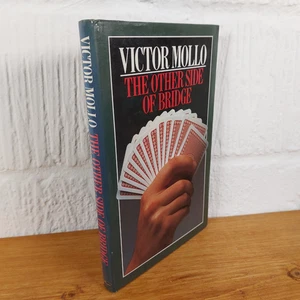 VICTOR MOLLO
THE OTHER SIDE
OF BRIDGE
VICTOR MOLLO THE OTHER SIDE OF BRIDGE